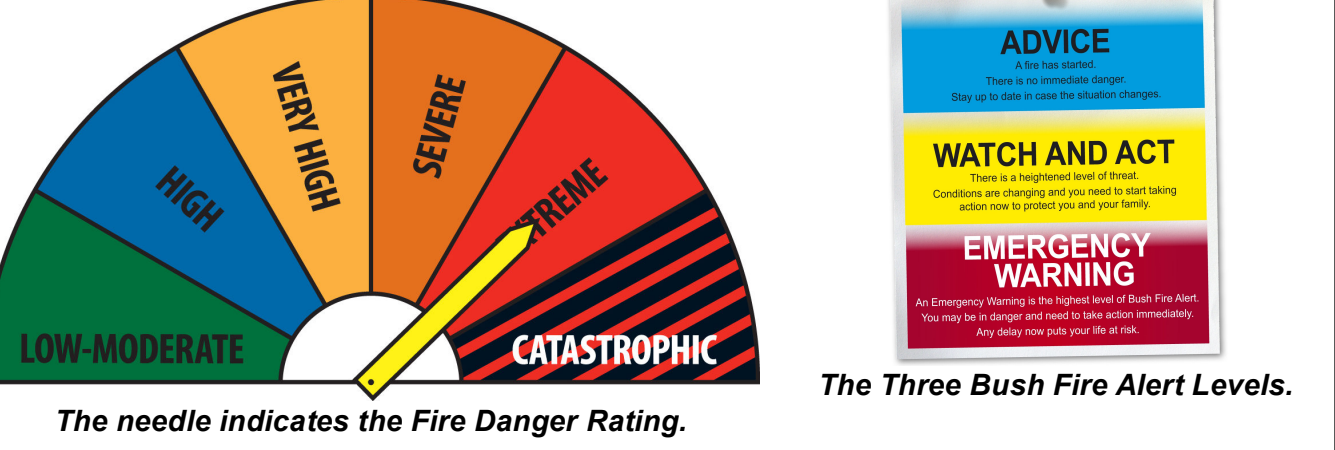 LOW-MODERATE
HIGH
VERY HIGH
SEVERE
EXTREME
CATASTROPHIC
The needle indicates the Fire Danger Rating.
ADVICE
A fire has started.
There is no immediate danger.
Stay up to date in case the situation changes.
WATCH AND ACT
There is a heightened level of threat.
Conditions are changing and you need to start taking
action now to protect you and your family.
EMERGENCY
WARNING
An Emergency Warning is the highest level of Bush Fire Alert.
You may be in danger and need to take action immediately.
Any delay now puts your life at risk.
The Three Bush Fire Alert Levels.